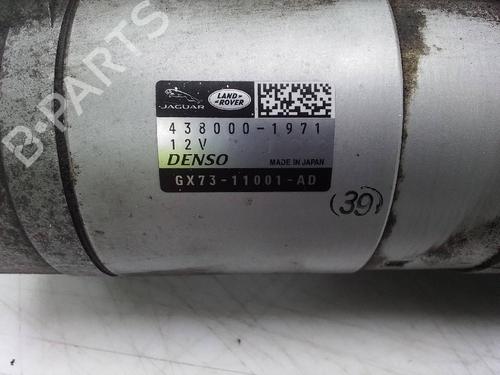 B-PARTS
JAGUAR
LAND-
ROVER
438000-1971
12V
DENSO MADE IN JAPAN
GX73-11001-AD
(39)